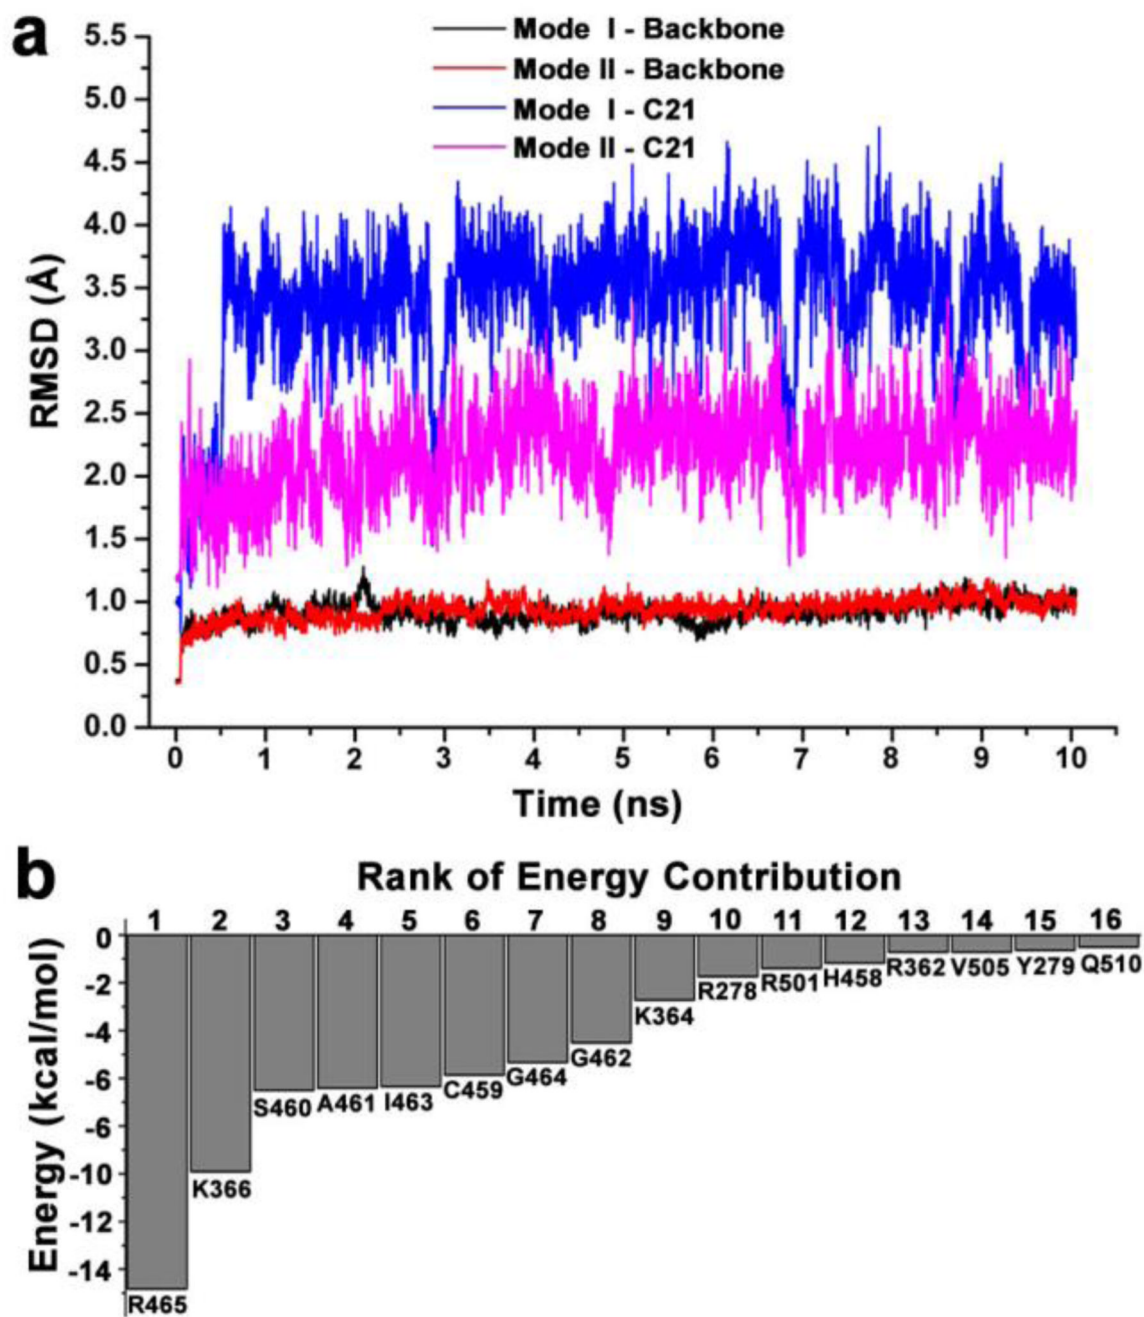 a
Mode I - Backbone
Mode II - Backbone
Mode I - C21
Mode II - C21
5.5
5.0
4.5
4.0
3.5
3.0
2.5
2.0
1.5
1.0
0.5
0.0
RMSD (Å)
0 1 2 3 4 5 6 7 8 9 10
Time (ns)
b
Rank of Energy Contribution
1 2 3 4 5 6 7 8 9 10 11 12 13 14 15 16
0
-2
-4
-6
-6
-10
-12
-14
Energy (kcal/mol)
R465 K366 S460 A461 I463 C459 G464 G462 K364 R278 R501 H458 R362 V505 Y279 Q510